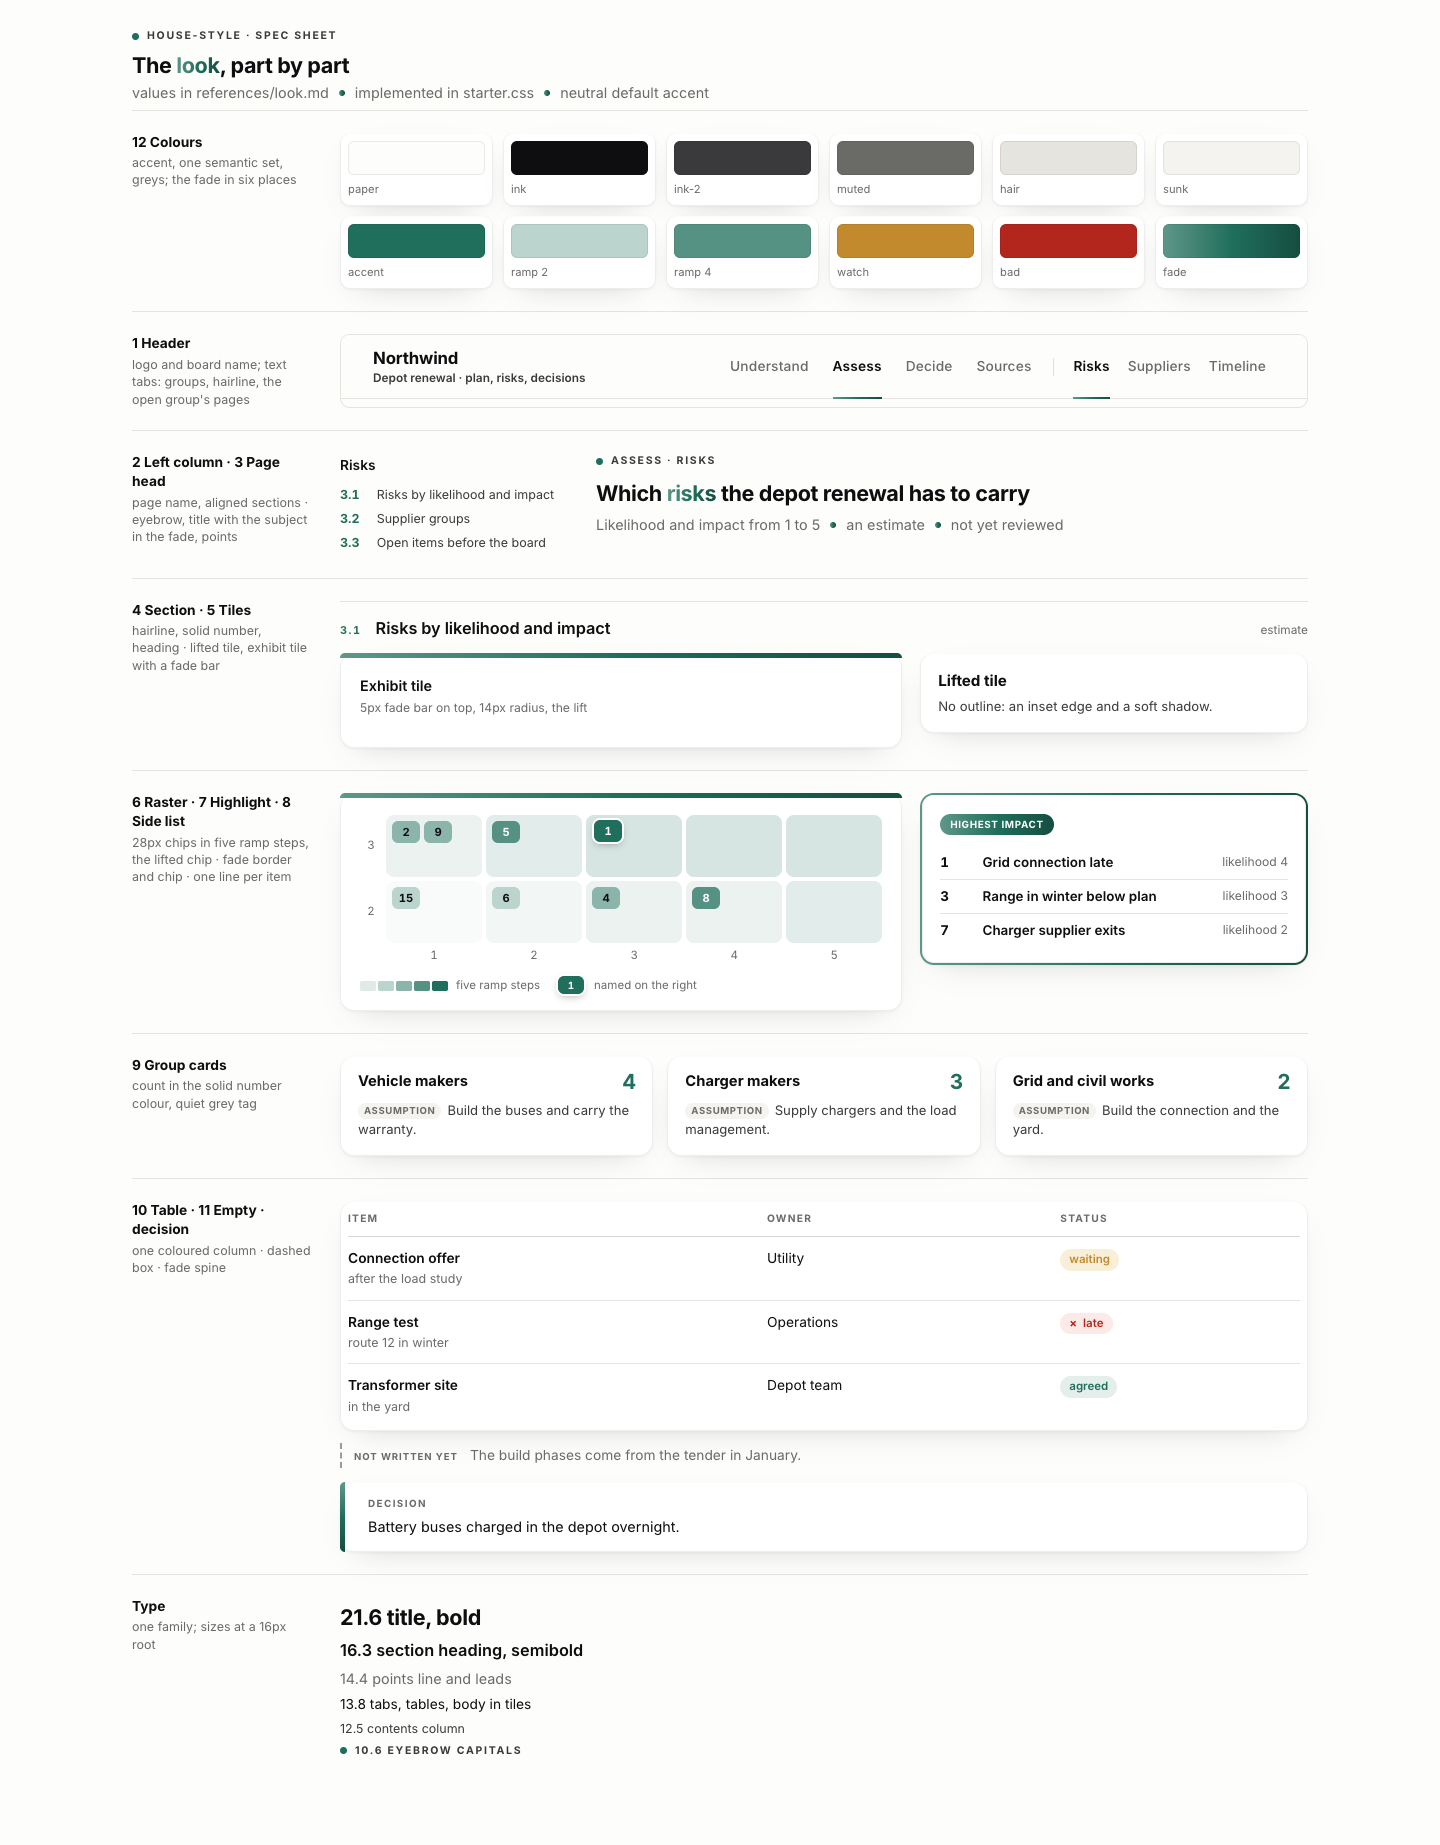 HOUSE-STYLE · SPEC SHEET
The look, part by part
values in references/look.md • implemented in starter.css • neutral default accent
12 Colours
accent, one semantic set,
greys; the fade in six places
paper
ink
ink-2
muted
hair
sunk
accent
ramp 2
ramp 4
watch
bad
fade
1 Header
logo and board name; text
tabs: groups, hairline, the
open group's pages
Northwind
Depot renewal · plan, risks, decisions
Understand
Assess
Decide
Sources
Risks
Suppliers
Timeline
2 Left column · 3 Page
head
page name, aligned sections ·
eyebrow, title with the subject
in the fade, points
Risks
3.1 Risks by likelihood and impact
3.2 Supplier groups
3.3 Open items before the board
ASSESS · RISKS
Which risks the depot renewal has to carry
Likelihood and impact from 1 to 5 • an estimate • not yet reviewed
4 Section · 5 Tiles
hairline, solid number,
heading · lifted tile, exhibit tile
with a fade bar
3.1 Risks by likelihood and impact
estimate
Exhibit tile
5px fade bar on top, 14px radius, the lift
Lifted tile
No outline: an inset edge and a soft shadow.
6 Raster · 7 Highlight · 8
Side list
28px chips in five ramp steps,
the lifted chip · fade border
and chip · one line per item
3
2 9 5 1
2
15 6 4 8
1 2 3 4 5
five ramp steps
1 named on the right
HIGHEST IMPACT
1 Grid connection late likelihood 4
3 Range in winter below plan likelihood 3
7 Charger supplier exits likelihood 2
9 Group cards
count in the solid number
colour, quiet grey tag
Vehicle makers 4
ASSUMPTION Build the buses and carry the
warranty.
Charger makers 3
ASSUMPTION Supply chargers and the load
management.
Grid and civil works 2
ASSUMPTION Build the connection and the
yard.
10 Table · 11 Empty ·
decision
one coloured column · dashed
box · fade spine
ITEM OWNER STATUS
Connection offer Utility waiting
after the load study
Range test Operations × late
route 12 in winter
Transformer site Depot team agreed
in the yard
NOT WRITTEN YET The build phases come from the tender in January.
DECISION
Battery buses charged in the depot overnight.
Type
one family; sizes at a 16px
root
21.6 title, bold
16.3 section heading, semibold
14.4 points line and leads
13.8 tabs, tables, body in tiles
12.5 contents column
10.6 EYEBROW CAPITALS